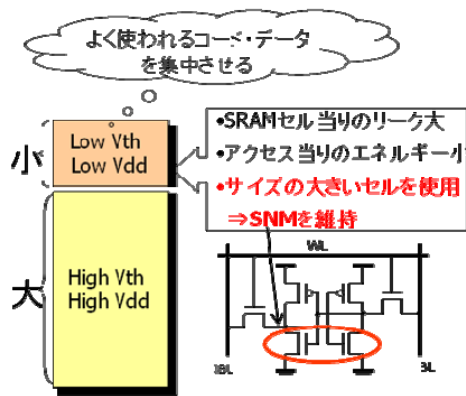 よく使われるコード・データ
を集中させる
小
Low Vth
Low Vdd
•SRAMセル当りのリーク大
•アクセス当りのエネルギー小
•サイズの大きいセルを使用
⇒SNMを維持
大
High Vth
High Vdd
WL
BL